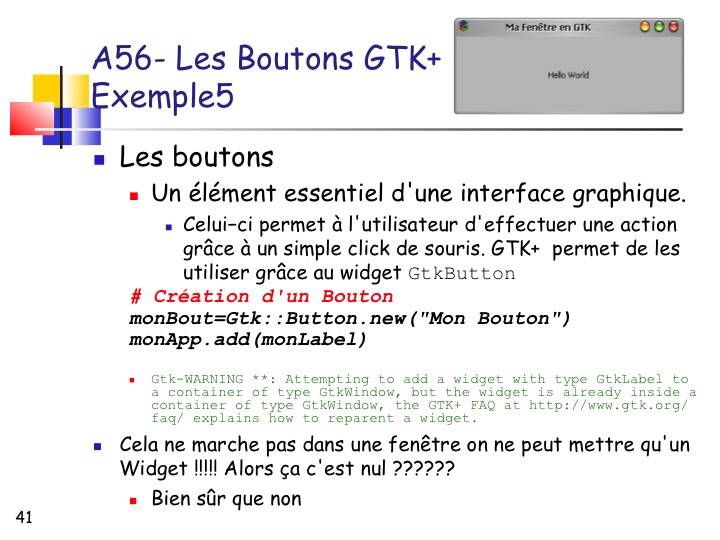 A56- Les Boutons GTK+
Exemple5
Ma Fenêtre en GTK
Hello World
Les boutons
Un élément essentiel d'une interface graphique.
Celui-ci permet à l'utilisateur d'effectuer une action
grâce à un simple click de souris. GTK+  permet de les
utiliser grâce au widget GtkButton
# Création d'un Bouton
monBout=Gtk::Button.new("Mon Bouton")
monApp.add(monLabel)
Gtk-WARNING **: Attempting to add a widget with type GtkLabel to
a container of type GtkWindow, but the widget is already inside a
container of type GtkWindow, the GTK+ FAQ at http://www.gtk.org/
faq/ explains how to reparent a widget.
Cela ne marche pas dans une fenêtre on ne peut mettre qu'un
Widget !!!!! Alors ça c'est nul ??????
Bien sûr que non
41